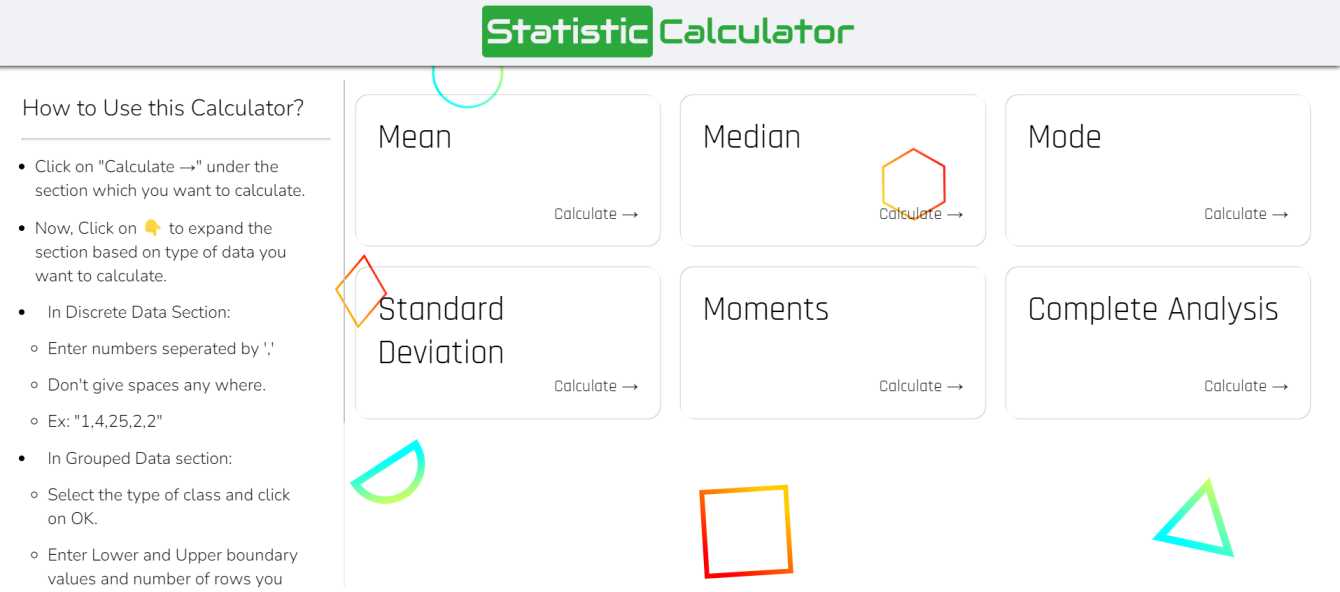 Statistic Calculator
How to Use this Calculator?
Click on "Calculate →" under the
section which you want to calculate.
Now, Click on 👇 to expand the
section based on type of data you
want to calculate.
In Discrete Data Section:
Enter numbers seperated by ','
Don't give spaces any where.
Ex: "1,4,25,2,2"
In Grouped Data section:
Select the type of class and click
on OK.
Enter Lower and Upper boundary
values and number of rows you
Mean
Calculate →
Median
Calculate →
Mode
Calculate →
Standard
Deviation
Calculate →
Moments
Calculate →
Complete Analysis
Calculate →